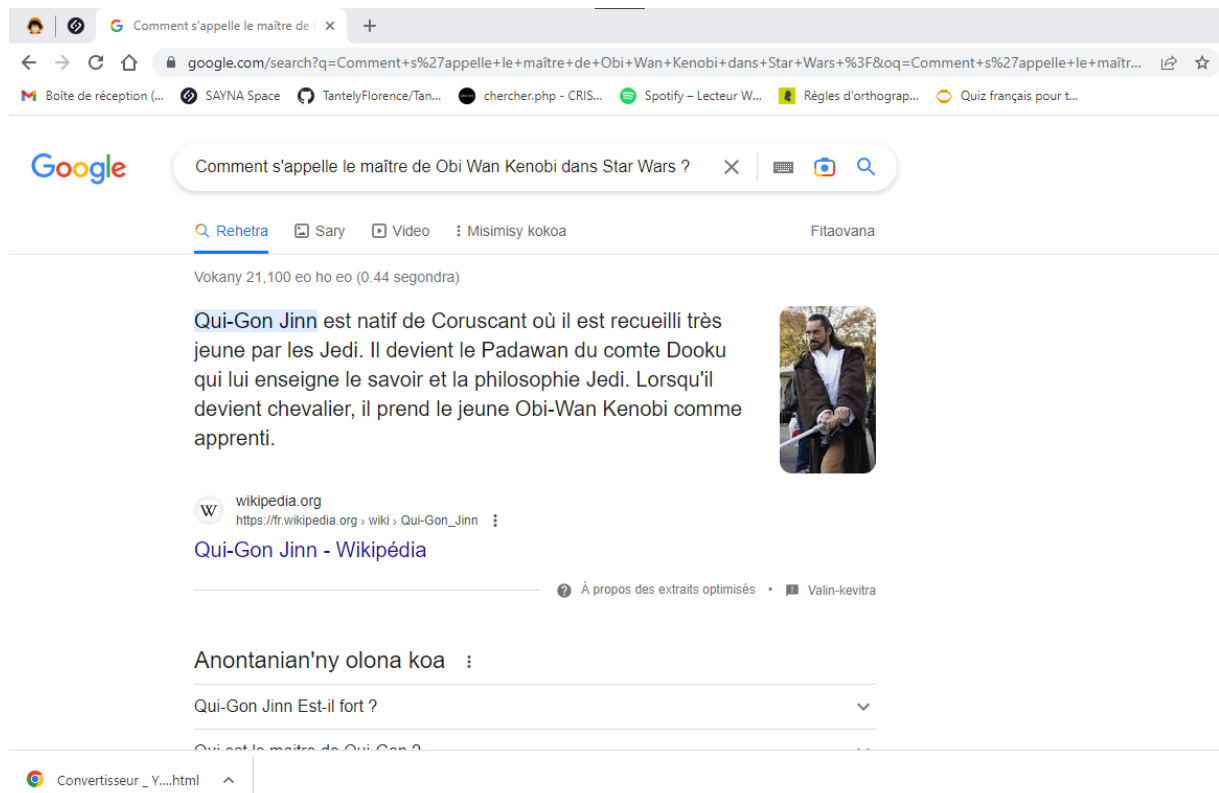 Comment s'appelle le maître de
google.com/search?q=Comment+s%27appelle+le+maître+de+Obi+Wan+Kenobi+dans+Star+Wars+%3F&oq=Comment+s%27appelle+le+maîtr...
Boîte de réception (... SAYNA Space TantelyFlorence/Tan... chercher.php - CRIS... Spotify – Lecteur W... Règles d'orthograp... Quiz français pour t...
Google Comment s'appelle le maître de Obi Wan Kenobi dans Star Wars ?
Rehetra Sary Video Misimisy kokoa Fitaovana
Vokany 21,100 eo ho eo (0.44 segondra)
Qui-Gon Jinn est natif de Coruscant où il est recueilli très
jeune par les Jedi. Il devient le Padawan du comte Dooku
qui lui enseigne le savoir et la philosophie Jedi. Lorsqu'il
devient chevalier, il prend le jeune Obi-Wan Kenobi comme
apprenti.
W wikipedia.org
https://fr.wikipedia.org › wiki › Qui-Gon_Jinn
Qui-Gon Jinn - Wikipédia
À propos des extraits optimisés • Valin-kevitra
Anontanian'ny olona koa
Qui-Gon Jinn Est-il fort ?
Qui est le maitre de Qui-Gon ?
Convertisseur _ Y....html